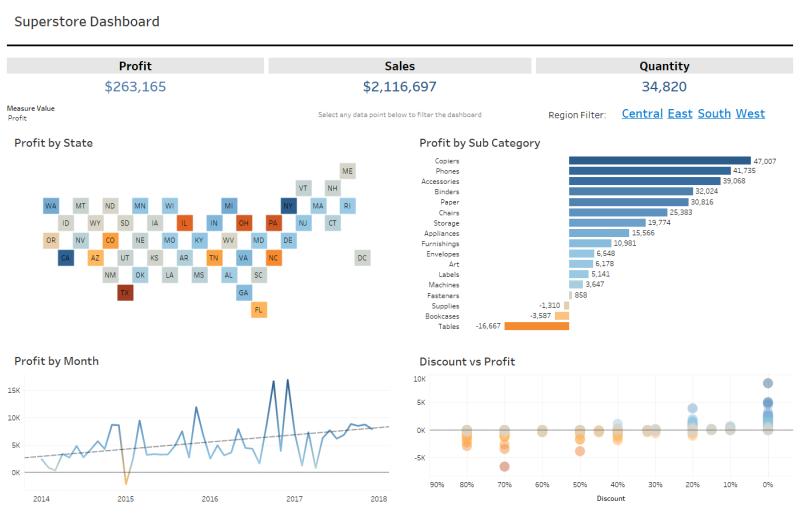 Superstore Dashboard
Profit Sales Quantity
$263,165 $2,116,697 34,820
Measure Value
Profit
Select any data point below to filter the dashboard
Region Filter: Central East South West
Profit by State
ME
VT NH
WA MT ND MN WI MI NY MA RI
ID WY SD IA IL IN OH PA NJ CT
OR NV CO NE MO KY WV MD DE
CA AZ UT KS AR TN VA NC DC
NM OK LA MS AL SC
TX GA
FL
Profit by Sub Category
Copiers 47,007
Phones 41,735
Accessories 39,068
Binders 32,024
Paper 30,816
Chairs 25,383
Storage 19,774
Appliances 15,566
Furnishings 10,981
Envelopes 6,548
Art 6,178
Labels 5,141
Machines 3,647
Fasteners 858
Supplies -1,310
Bookcases -3,587
Tables -16,667
Profit by Month
15K
10K
5K
0K
2014 2015 2016 2017 2018
Discount vs Profit
10K
5K
0K
-5K
90% 80% 70% 60% 50% 40% 30% 20% 10% 0%
Discount